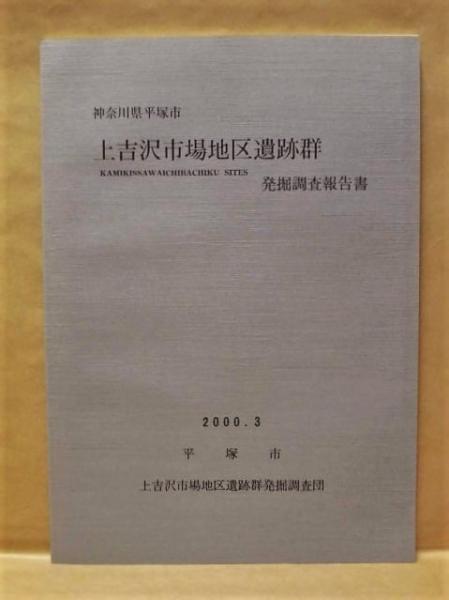 神奈川県平塚市
上吉沢市場地区遺跡群
KAMIKISSAWAICHIBACHIKU SITES
発掘調査報告書
2000.3
平塚市
上吉沢市場地区遺跡群発掘調査団